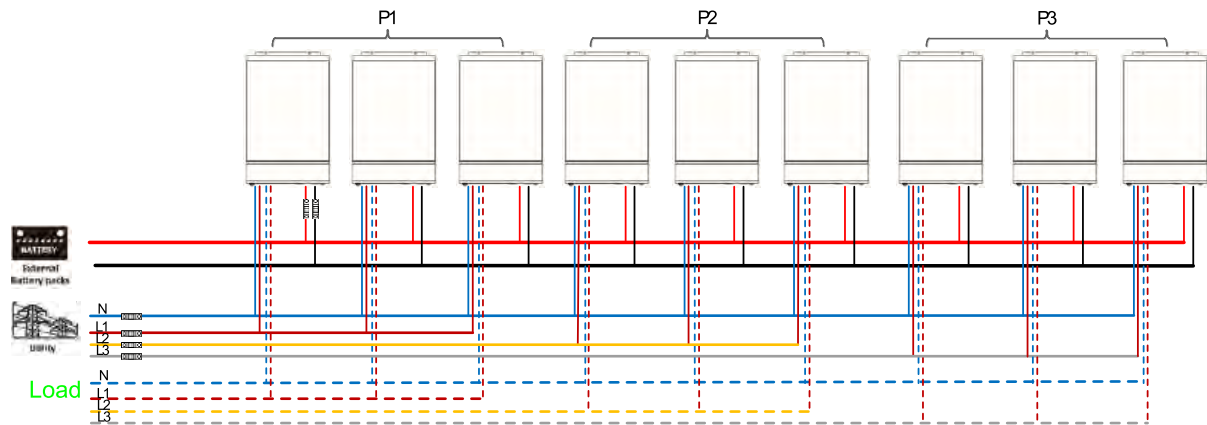 P1 P2 P3
BATTERY
External
Battery packs
N
L1
L2
L3
Utility
Load
N
L1
L2
L3